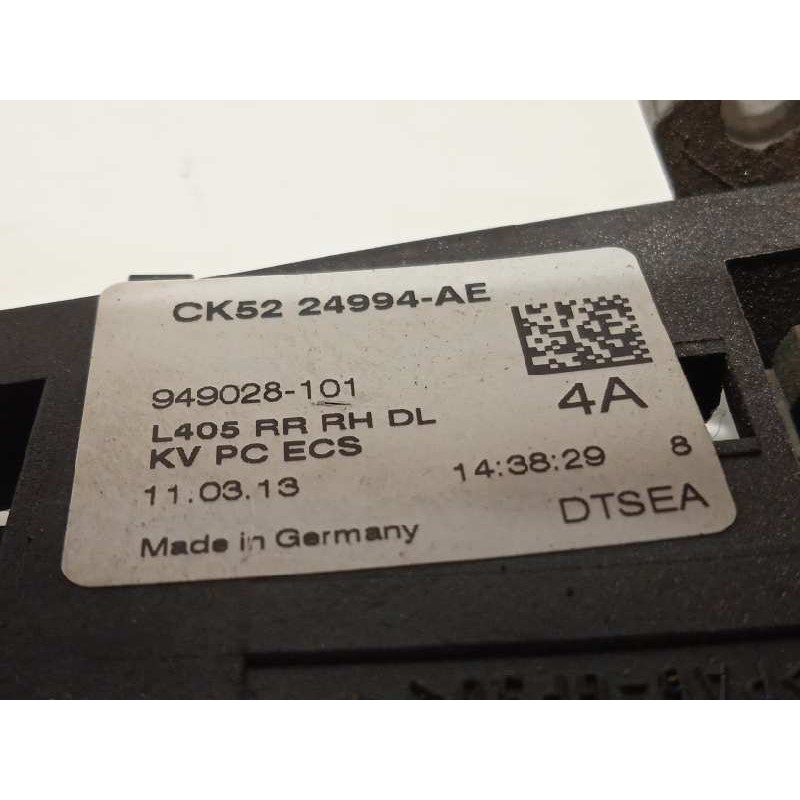 CK52 24994-AE
949028-101
4A
L405 RR RH DL
KV PC ECS
11.03.13 14:38:29 8
DTSEA
Made in Germany